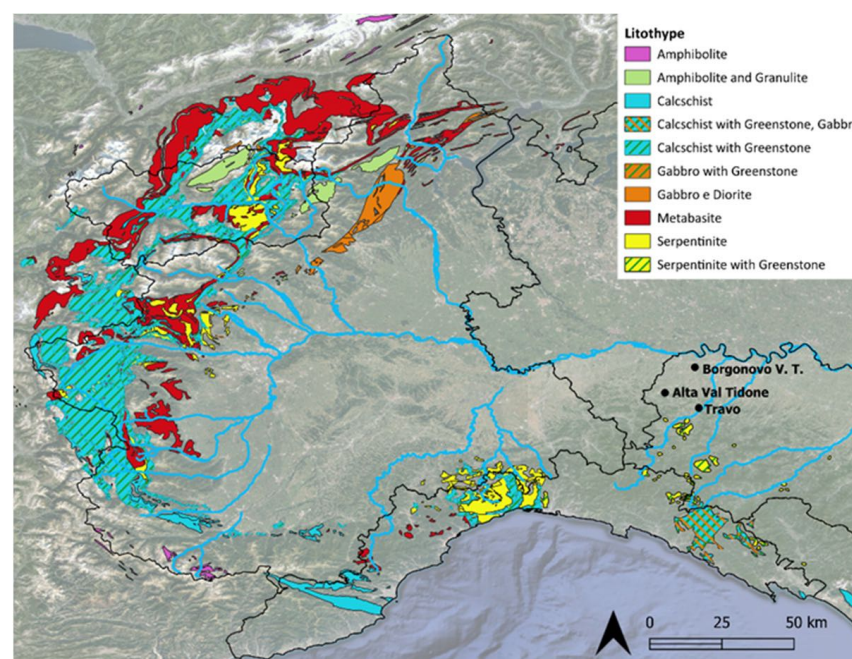 Litothype
Amphibolite
Amphibolite and Granulite
Calcschist
Calcschist with Greenstone, Gabbr
Calcschist with Greenstone
Gabbro with Greenstone
Gabbro e Diorite
Metabasite
Serpentinite
Serpentinite with Greenstone
Borgonovo V. T.
Alta Val Tidone
Travo
0 25 50 km